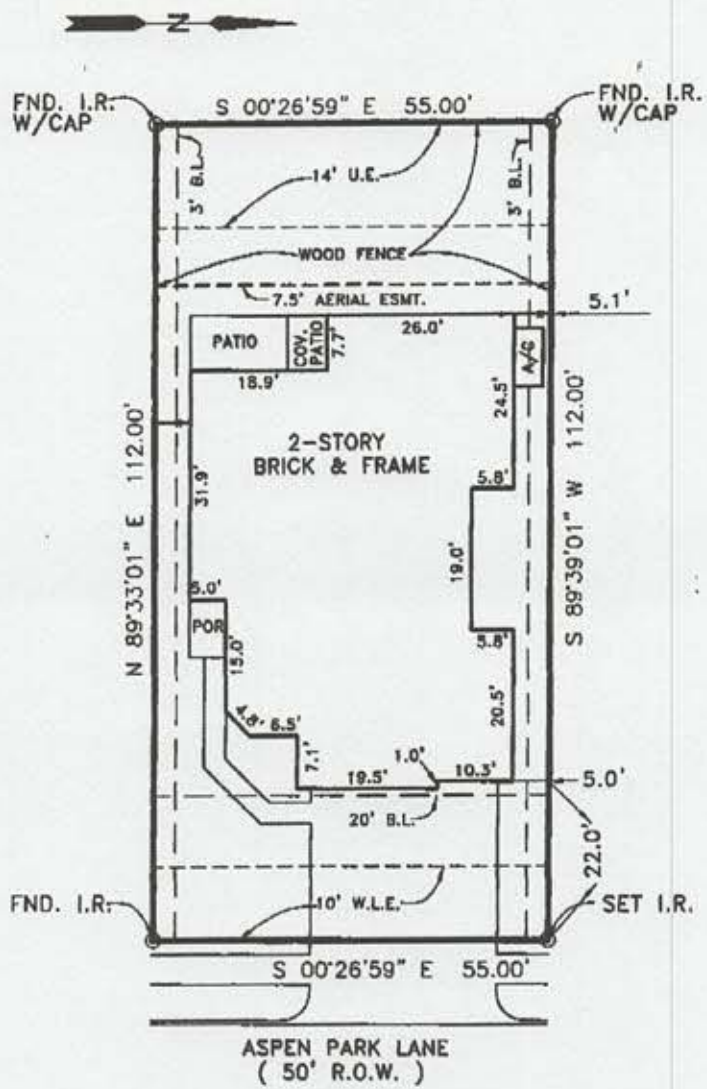 N
FND. I.R.
W/CAP
S 00°26'59" E 55.00'
FND. I.R.
W/CAP
3' B.L.
14' U.E.
3' B.L.
WOOD FENCE
7.5' AERIAL ESMT.
5.1'
PATIO
COV.
PATIO
7.7'
26.0'
A/C
18.9'
24.5'
N 89°33'01" E 112.00'
2-STORY
BRICK & FRAME
S 89°39'01" W 112.00'
31.9'
5.8'
19.0'
5.0'
POR
15.0'
5.8'
20.5'
4.8'
6.5'
7.1'
1.0'
10.3'
19.5'
5.0'
20' B.L.
22.0'
FND. I.R.
10' W.L.E.
SET I.R.
S 00°26'59" E 55.00'
ASPEN PARK LANE
( 50' R.O.W. )